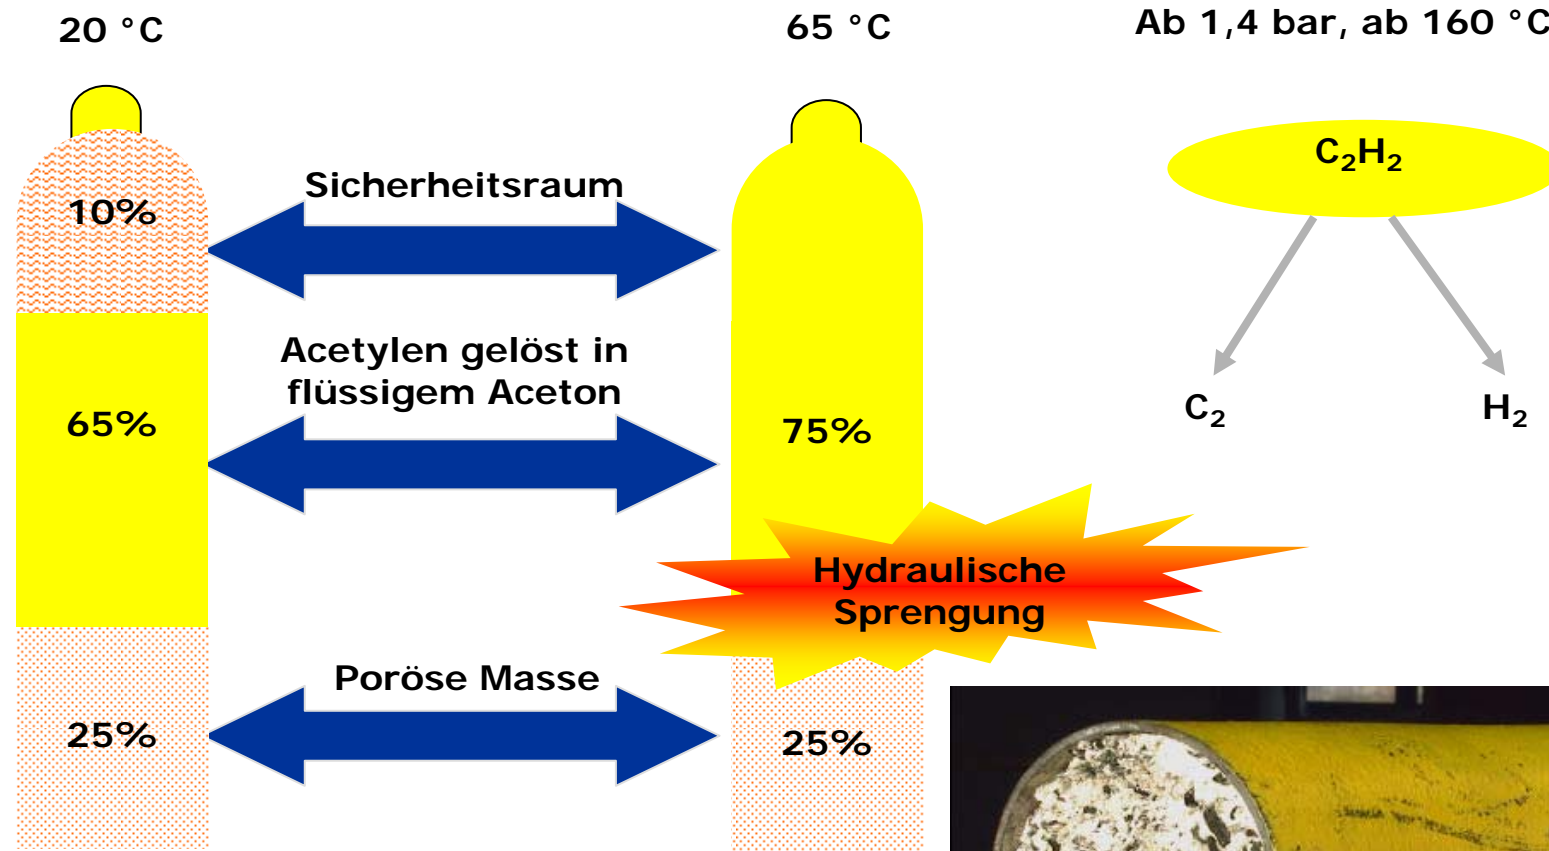 20 °C
65 °C
Ab 1,4 bar, ab 160 °C
C₂H₂
Sicherheitsraum
10%
Acetylen gelöst in
flüssigem Aceton
65%
75%
C₂
H₂
Hydraulische
Sprengung
Poröse Masse
25%
25%